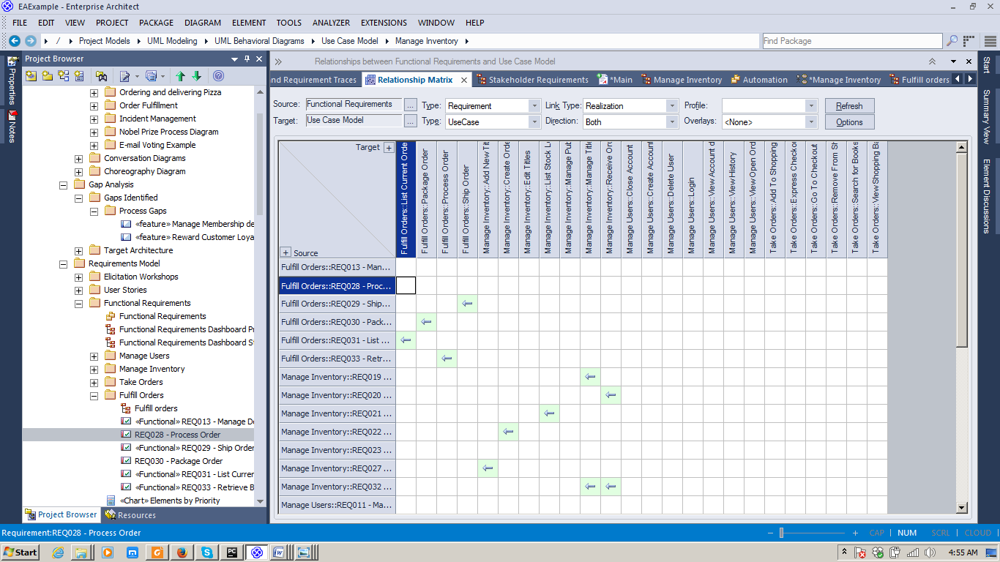 EAExample - Enterprise Architect
FILE EDIT VIEW PROJECT PACKAGE DIAGRAM ELEMENT TOOLS ANALYZER EXTENSIONS WINDOW HELP
/ Project Models UML Modeling UML Behavioral Diagrams Use Case Model Manage Inventory
Find Package
Properties
Notes
Project Browser
Ordering and delivering Pizza
Order Fulfillment
Incident Management
Nobel Prize Process Diagram
E-mail Voting Example
Conversation Diagrams
Choreography Diagram
Gap Analysis
Gaps Identified
Process Gaps
«feature» Manage Membership de
«feature» Reward Customer Loya
Target Architecture
Requirements Model
Elicitation Workshops
User Stories
Functional Requirements
Functional Requirements
Functional Requirements Dashboard Pr
Functional Requirements Dashboard St
Manage Users
Manage Inventory
Take Orders
Fulfill Orders
Fulfill orders
«Functional» REQ013 - Manage De
REQ028 - Process Order
«Functional» REQ029 - Ship Order
REQ030 - Package Order
«Functional» REQ031 - List Curren
«Functional» REQ033 - Retrieve B
«Chart» Elements by Priority
Project Browser Resources
Relationships between Functional Requirements and Use Case Model
nd Requirement Traces Relationship Matrix Stakeholder Requirements *Main Manage Inventory Automation *Manage Inventory Fulfill orders
Source: Functional Requirements ... Type: Requirement Link Type: Realization Profile: Refresh
Target: Use Case Model ... Type: UseCase Direction: Both Overlays: <None> Options
Target +
+ Source
Fulfill Orders::List Current Orde
Fulfill Orders::Package Order
Fulfill Orders::Process Order
Fulfill Orders::Ship Order
Manage Inventory::Add New Tit
Manage Inventory::Create Orde
Manage Inventory::Edit Titles
Manage Inventory::List Stock Le
Manage Inventory::Manage Pub
Manage Inventory::Manage Title
Manage Inventory::Receive Ord
Manage Users::Close Account
Manage Users::Create Account
Manage Users::Delete User
Manage Users::Login
Manage Users::View Account d
Manage Users::View History
Manage Users::View Open Ord
Take Orders::Add To Shopping
Take Orders::Express Checkou
Take Orders::Go To Checkout
Take Orders::Remove From Sh
Take Orders::Search for Books
Take Orders::View Shopping Ba
Fulfill Orders::REQ013 - Man...
Fulfill Orders::REQ028 - Proc...
Fulfill Orders::REQ029 - Ship...
Fulfill Orders::REQ030 - Pack...
Fulfill Orders::REQ031 - List ...
Fulfill Orders::REQ033 - Retr...
Manage Inventory::REQ019 ...
Manage Inventory::REQ020 ...
Manage Inventory::REQ021 ...
Manage Inventory::REQ022 ...
Manage Inventory::REQ023 ...
Manage Inventory::REQ027 ...
Manage Inventory::REQ032 ...
Manage Users::REQ011 - Ma...
Start
Summary View
Element Discussions
Requirement:REQ028 - Process Order
CAP NUM SCRL CLOUD
Start
4:55 AM